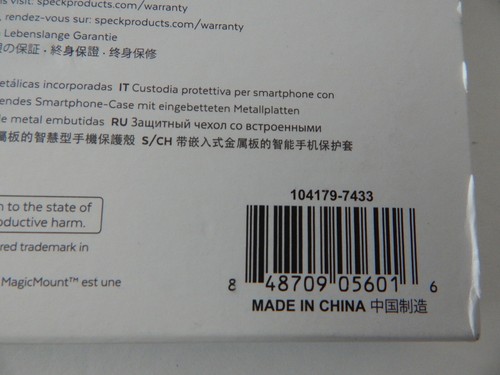 visit: speckproducts.com/warranty
, rendez-vous sur: speckproducts.com/warranty
Lebenslange Garantie
の保証 · 終身保證 · 终身保修
etálicas incorporadas IT Custodia protettiva per smartphone con
endes Smartphone-Case mit eingebetteten Metallplatten
de metal embutidas RU Защитный чехол со встроенными
屬板的智慧型手機保護殼 S/CH 带嵌入式金属板的智能手机保护套
n to the state of
oductive harm.
red trademark in
MagicMount™ est une
104179-7433
8 48709 05601 6
MADE IN CHINA 中国制造